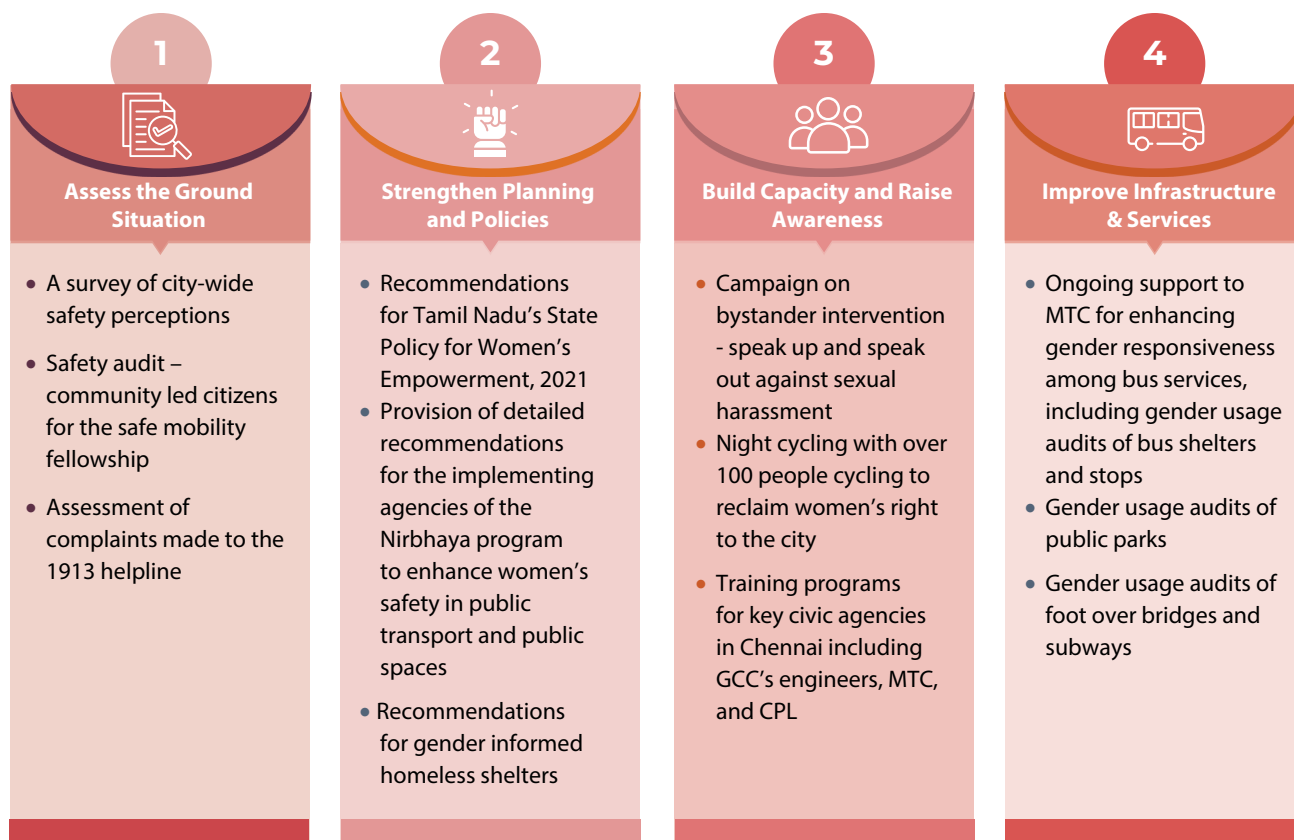 1
Assess the Ground
Situation
• A survey of city-wide
safety perceptions
• Safety audit –
community led citizens
for the safe mobility
fellowship
• Assessment of
complaints made to the
1913 helpline
2
Strengthen Planning
and Policies
• Recommendations
for Tamil Nadu’s State
Policy for Women’s
Empowerment, 2021
• Provision of detailed
recommendations
for the implementing
agencies of the
Nirbhaya program
to enhance women’s
safety in public
transport and public
spaces
• Recommendations
for gender informed
homeless shelters
3
Build Capacity and Raise
Awareness
• Campaign on
bystander intervention
- speak up and speak
out against sexual
harassment
• Night cycling with over
100 people cycling to
reclaim women’s right
to the city
• Training programs
for key civic agencies
in Chennai including
GCC’s engineers, MTC,
and CPL
4
Improve Infrastructure
& Services
• Ongoing support to
MTC for enhancing
gender responsiveness
among bus services,
including gender usage
audits of bus shelters
and stops
• Gender usage audits of
public parks
• Gender usage audits of
foot over bridges and
subways